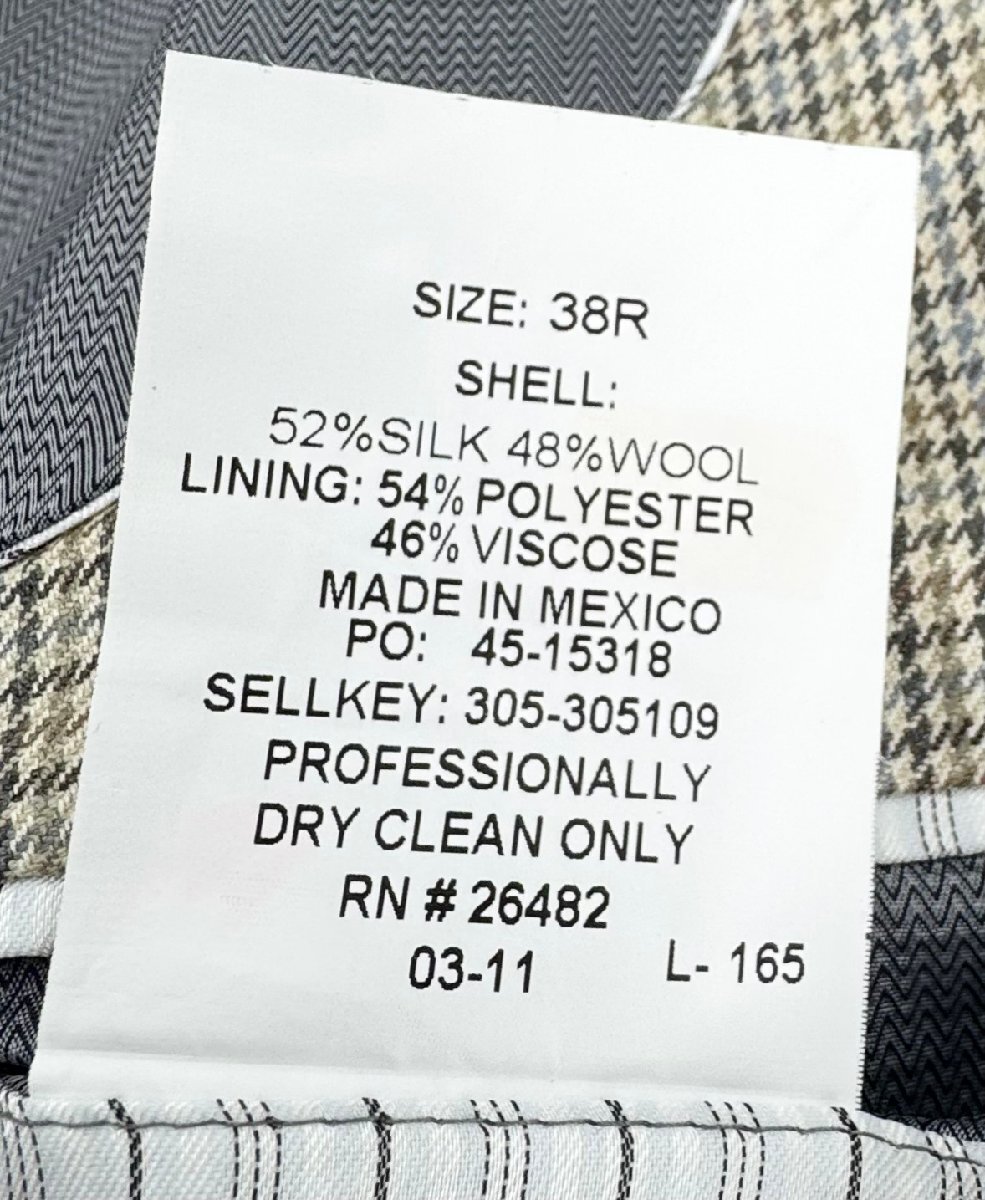 SIZE: 38R
SHELL:
52%SILK 48%WOOL
LINING: 54% POLYESTER
46% VISCOSE
MADE IN MEXICO
PO: 45-15318
SELLKEY: 305-305109
PROFESSIONALLY
DRY CLEAN ONLY
RN # 26482
03-11 L- 165